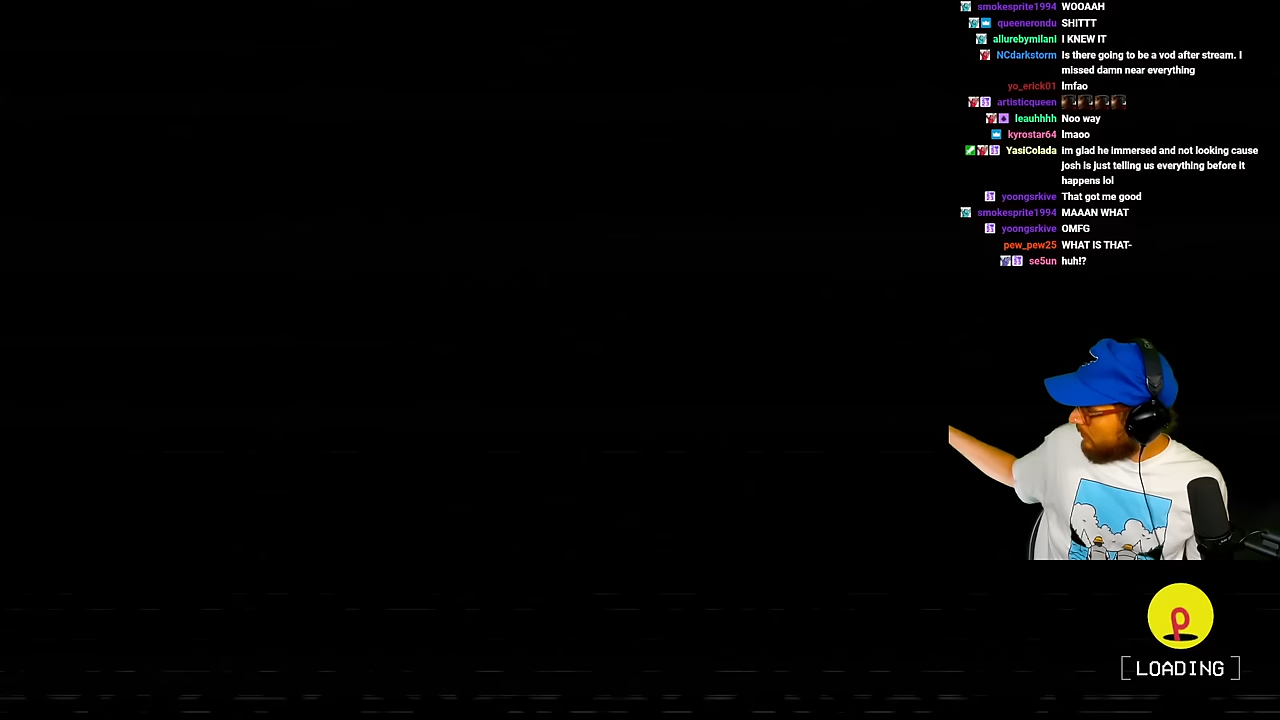 smokesprite1994 WOOAAH
queenerondu SHITTT
allurebymilani I KNEW IT
NCdarkstorm Is there going to be a vod after stream. I
missed damn near everything
yo_erick01 lmfao
artisticqueen
leauhhhh Noo way
kyrostar64 lmaoo
YasiColada im glad he immersed and not looking cause
josh is just telling us everything before it
happens lol
yoongsrkive That got me good
smokesprite1994 MAAAN WHAT
yoongsrkive OMFG
pew_pew25 WHAT IS THAT-
se5un huh!?
p
[LOADING]